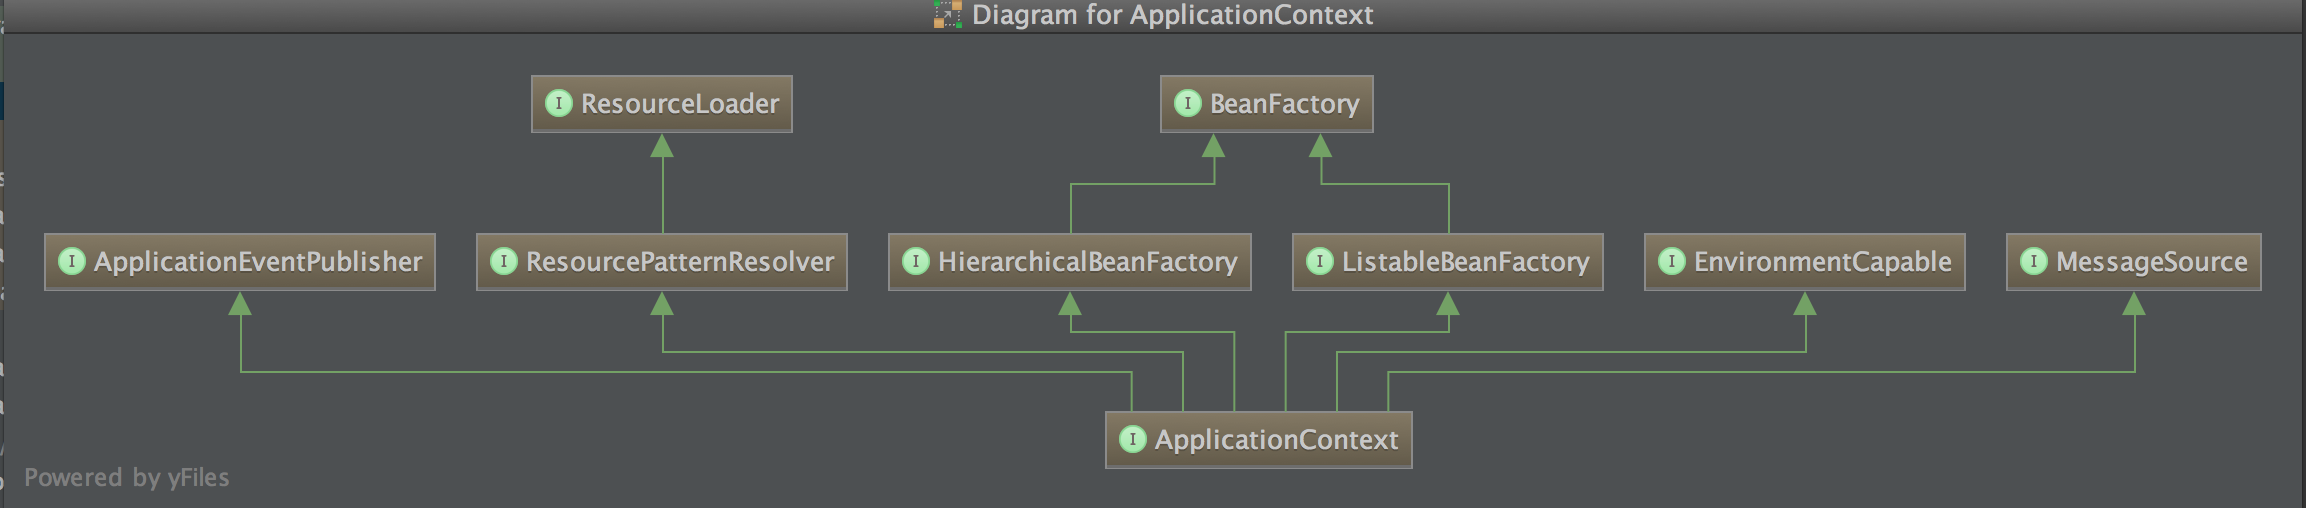 Diagram for ApplicationContext
I ResourceLoader
I BeanFactory
I ApplicationEventPublisher
I ResourcePatternResolver
I HierarchicalBeanFactory
I ListableBeanFactory
I EnvironmentCapable
I MessageSource
I ApplicationContext
Powered by yFiles